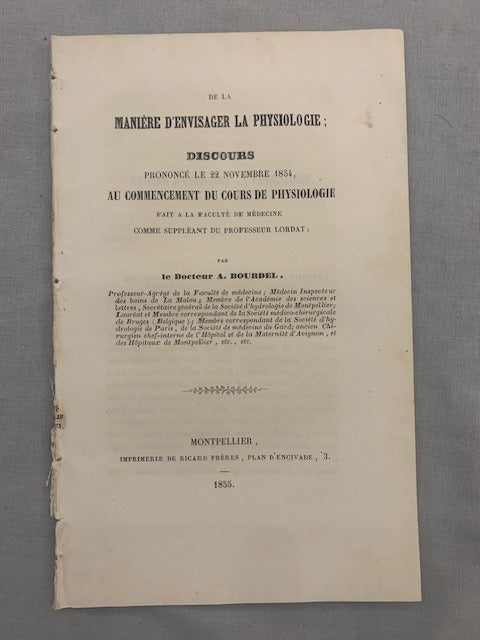 DE LA
MANIÈRE D'ENVISAGER LA PHYSIOLOGIE ;
DISCOURS
PRONONCÉ LE 22 NOVEMBRE 1854,
AU COMMENCEMENT DU COURS DE PHYSIOLOGIE
FAIT A LA FACULTÉ DE MÉDECINE
COMME SUPPLÉANT DU PROFESSEUR LORDAT ;
PAR
le Docteur A. BOURDEL,
Professeur-Agrégé de la Faculté de médecine ; Médecin Inspecteur
des bains de La Malou ; Membre de l'Académie des sciences et
lettres , Secrétaire général de la Société d'hydrologie de Montpellier;
Lauréat et Membre correspondant de la Société médico-chirurgicale
de Bruges ( Belgique ) ; Membre correspondant de la Société d'hy-
drologie de Paris , de la Société de médecine du Gard ; ancien Chi-
rurgien chef-interne de l'Hôpital et de la Maternité d'Avignon , et
des Hôpitaux de Montpellier , etc. , etc.
MONTPELLIER ,
IMPRIMERIE DE RICARD FRÈRES , PLAN D'ENCIVADE , 3.
1855.